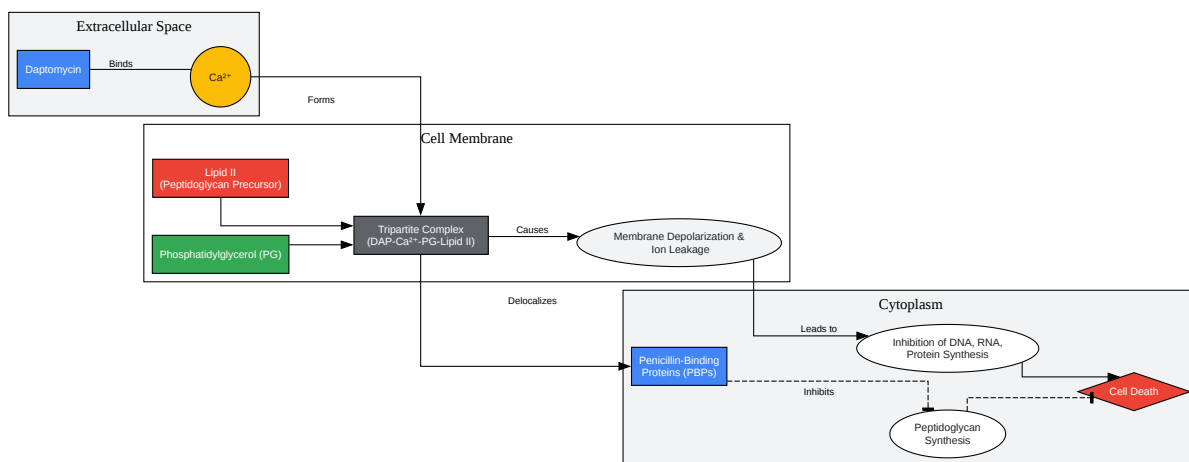 Extracellular Space
Daptomycin
Binds
Ca²⁺
Forms
Cell Membrane
Lipid II
(Peptidoglycan Precursor)
Phosphatidylglycerol (PG)
Tripartite Complex
(DAP-Ca²⁺-PG-Lipid II)
Causes
Membrane Depolarization &
Ion Leakage
Delocalizes
Cytoplasm
Leads to
Inhibition of DNA, RNA,
Protein Synthesis
Penicillin-Binding
Proteins (PBPs)
Inhibits
Cell Death
Peptidoglycan
Synthesis